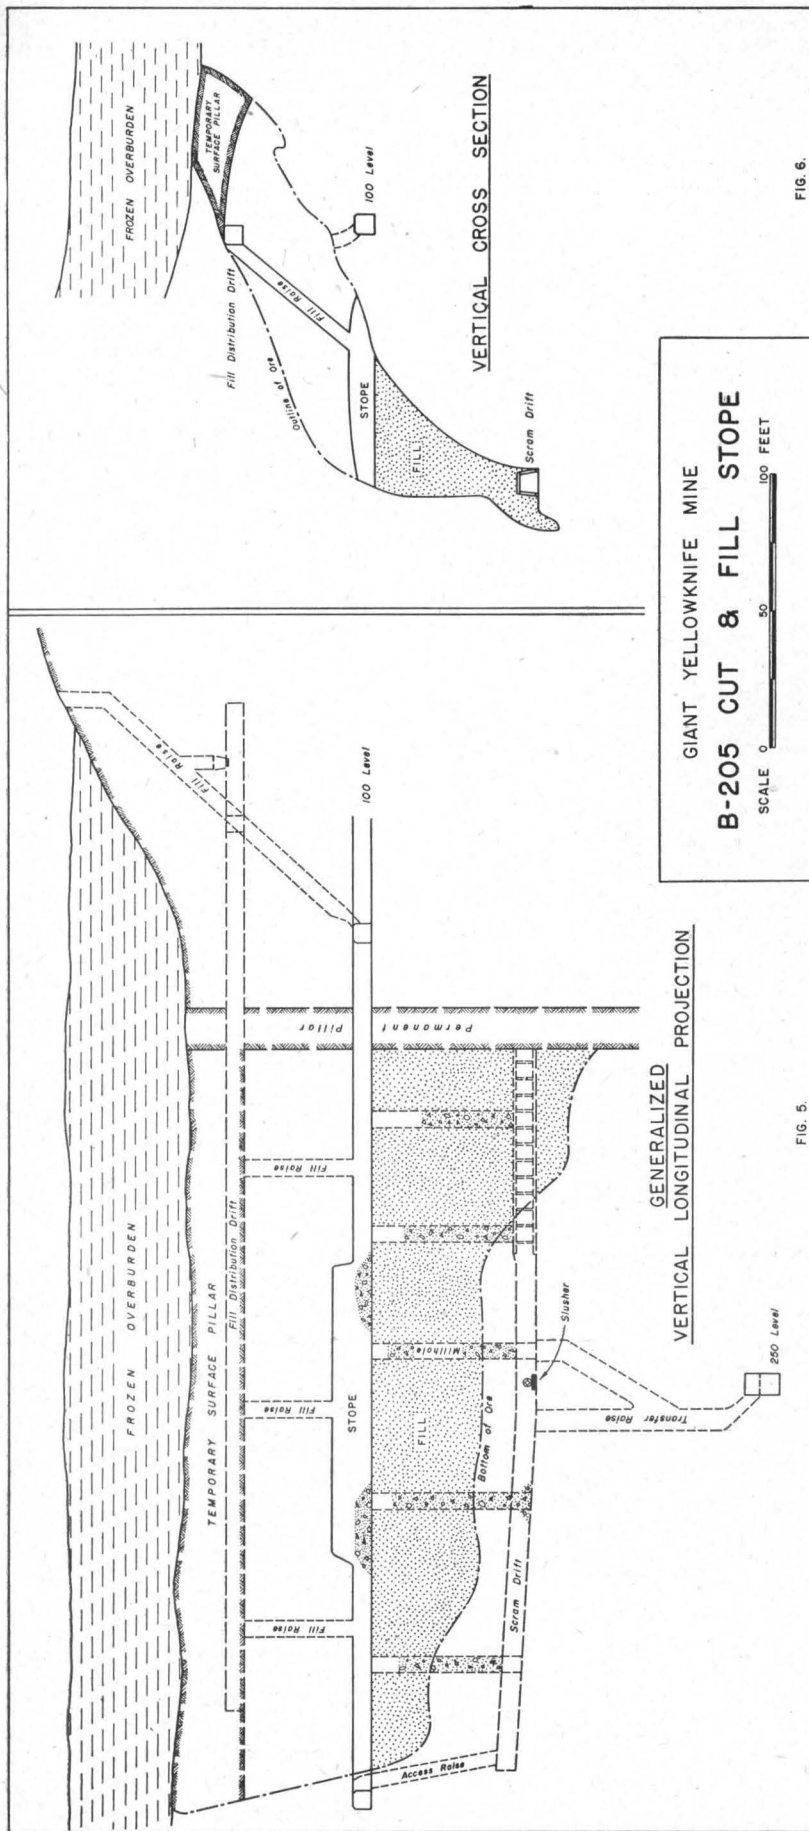 FROZEN OVERBURDEN
TEMPORARY SURFACE PILLAR
Fill Distribution Drift
Fill Raise
Fill Raise
Fill Raise
Fill Raise
100 Level
STOPE
Permanent Pillar
FILL
Millhole
Bottom of Ore
Access Raise
Scram Drift
Slusher
Transfer Raise
250 Level
GENERALIZED
VERTICAL LONGITUDINAL PROJECTION
FIG. 5.
FROZEN OVERBURDEN
TEMPORARY
SURFACE PILLAR
Fill Distribution Drift
Outline of Ore
Fill Raise
100 Level
STOPE
FILL
Scram Drift
VERTICAL CROSS SECTION
GIANT YELLOWKNIFE MINE
B-205 CUT & FILL STOPE
SCALE 0 50 100 FEET
FIG. 6.